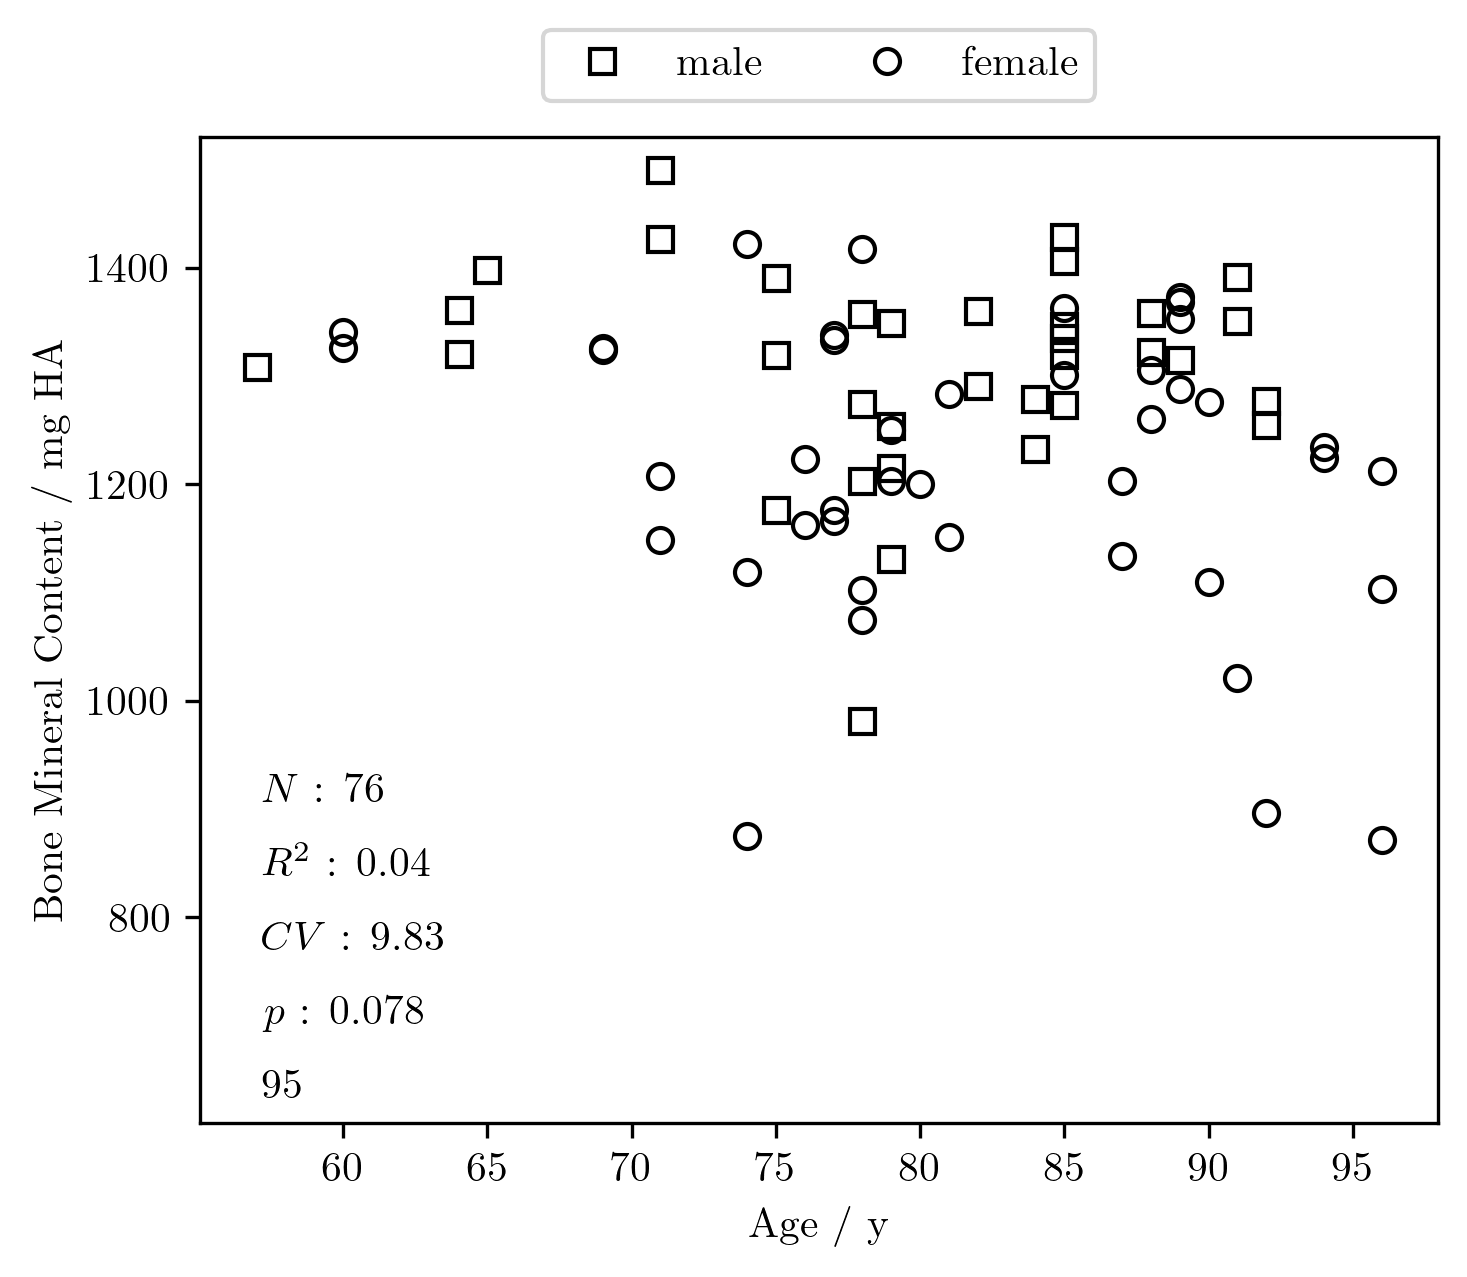 male female
1400
1200
1000
800
Bone Mineral Content / mg HA
N : 76
R² : 0.04
CV : 9.83
p : 0.078
95
60 65 70 75 80 85 90 95
Age / y